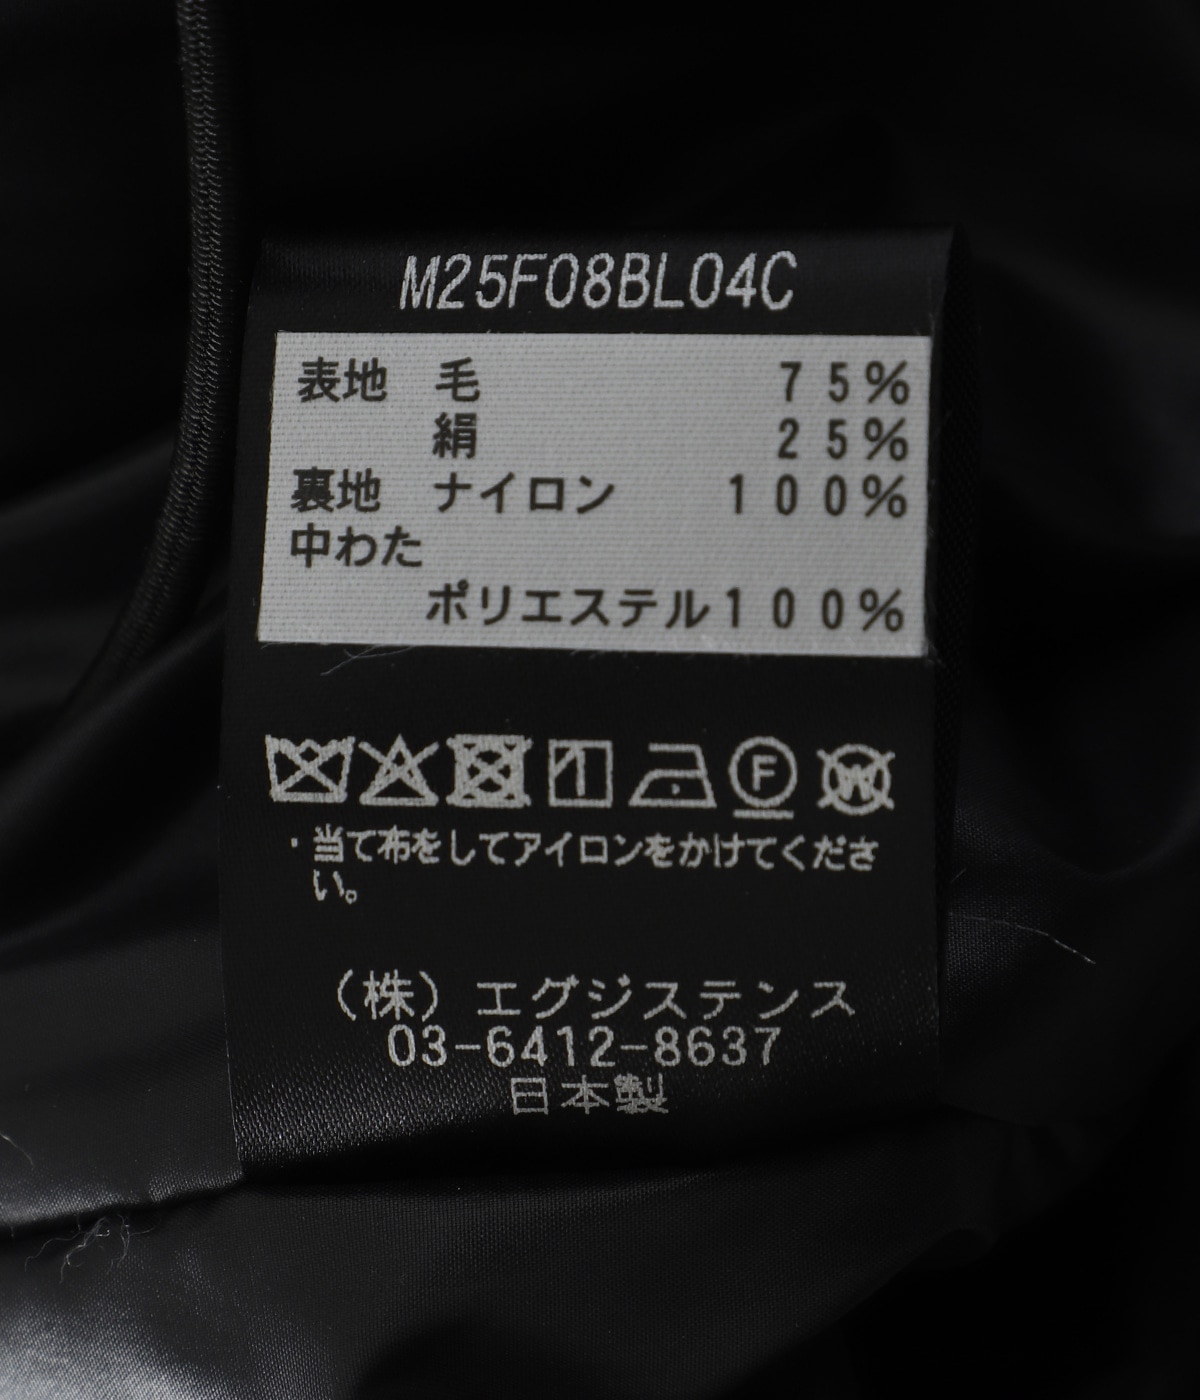 M25F08BL04C
表地 毛 75%
絹 25%
裏地 ナイロン 100%
中わた
ポリエステル100%
F W
・当て布をしてアイロンをかけてくださ
い。
(株)エグジステンス
03-6412-8637
日本製